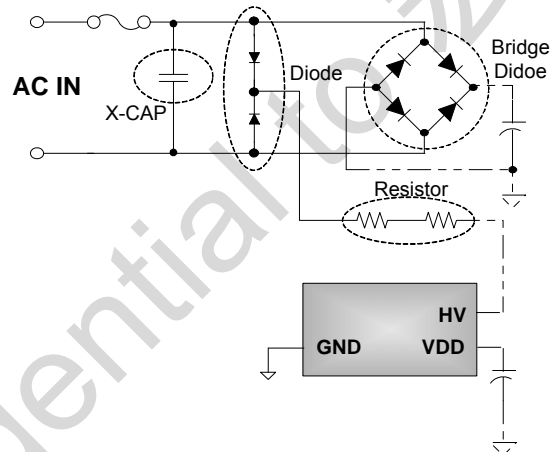 Bridge
Didoe
Diode
AC IN
X-CAP
Resistor
HV
GND VDD